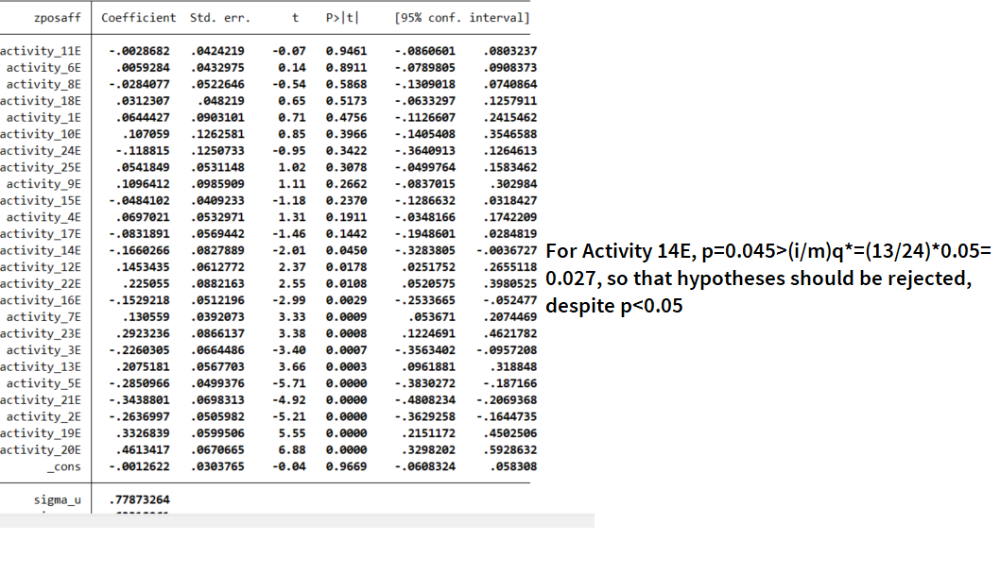 zposaff Coefficient Std. err. t P>|t| [95% conf. interval]
activity_11E -.0028682 .0424219 -0.07 0.9461 -.0860601 .0803237
activity_6E .0059284 .0432975 0.14 0.8911 -.0789805 .0908373
activity_8E -.0284077 .0522646 -0.54 0.5868 -.1309018 .0740864
activity_18E .0312307 .048219 0.65 0.5173 -.0633297 .1257911
activity_1E .0644427 .0903101 0.71 0.4756 -.1126607 .2415462
activity_10E .107059 .1262581 0.85 0.3966 -.1405408 .3546588
activity_24E -.118815 .1250733 -0.95 0.3422 -.3640913 .1264613
activity_25E .0541849 .0531148 1.02 0.3078 -.0499764 .1583462
activity_9E .1096412 .0985909 1.11 0.2662 -.0837015 .302984
activity_15E -.0484102 .0409233 -1.18 0.2370 -.1286632 .0318427
activity_4E .0697021 .0532971 1.31 0.1911 -.0348166 .1742209
activity_17E -.0831891 .0569442 -1.46 0.1442 -.1948601 .0284819
activity_14E -.1660266 .0827889 -2.01 0.0450 -.3283805 -.0036727
activity_12E .1453435 .0612772 2.37 0.0178 .0251752 .2655118
activity_22E .225055 .0882163 2.55 0.0108 .0520575 .3980525
activity_16E -.1529218 .0512196 -2.99 0.0029 -.2533665 -.052477
activity_7E .130559 .0392073 3.33 0.0009 .053671 .2074469
activity_23E .2923236 .0866137 3.38 0.0008 .1224691 .4621782
activity_3E -.2260305 .0664486 -3.40 0.0007 -.3563402 -.0957208
activity_13E .2075181 .0567703 3.66 0.0003 .0961881 .318848
activity_5E -.2850966 .0499376 -5.71 0.0000 -.3830272 -.187166
activity_21E -.3438801 .0698313 -4.92 0.0000 -.4808234 -.2069368
activity_2E -.2636997 .0505982 -5.21 0.0000 -.3629258 -.1644735
activity_19E .3326839 .0599506 5.55 0.0000 .2151172 .4502506
activity_20E .4613417 .0670665 6.88 0.0000 .3298202 .5928632
_cons -.0012622 .0303765 -0.04 0.9669 -.0608324 .058308
sigma_u .77873264
For Activity 14E, p=0.045>(i/m)q*=(13/24)*0.05=
0.027, so that hypotheses should be rejected,
despite p<0.05